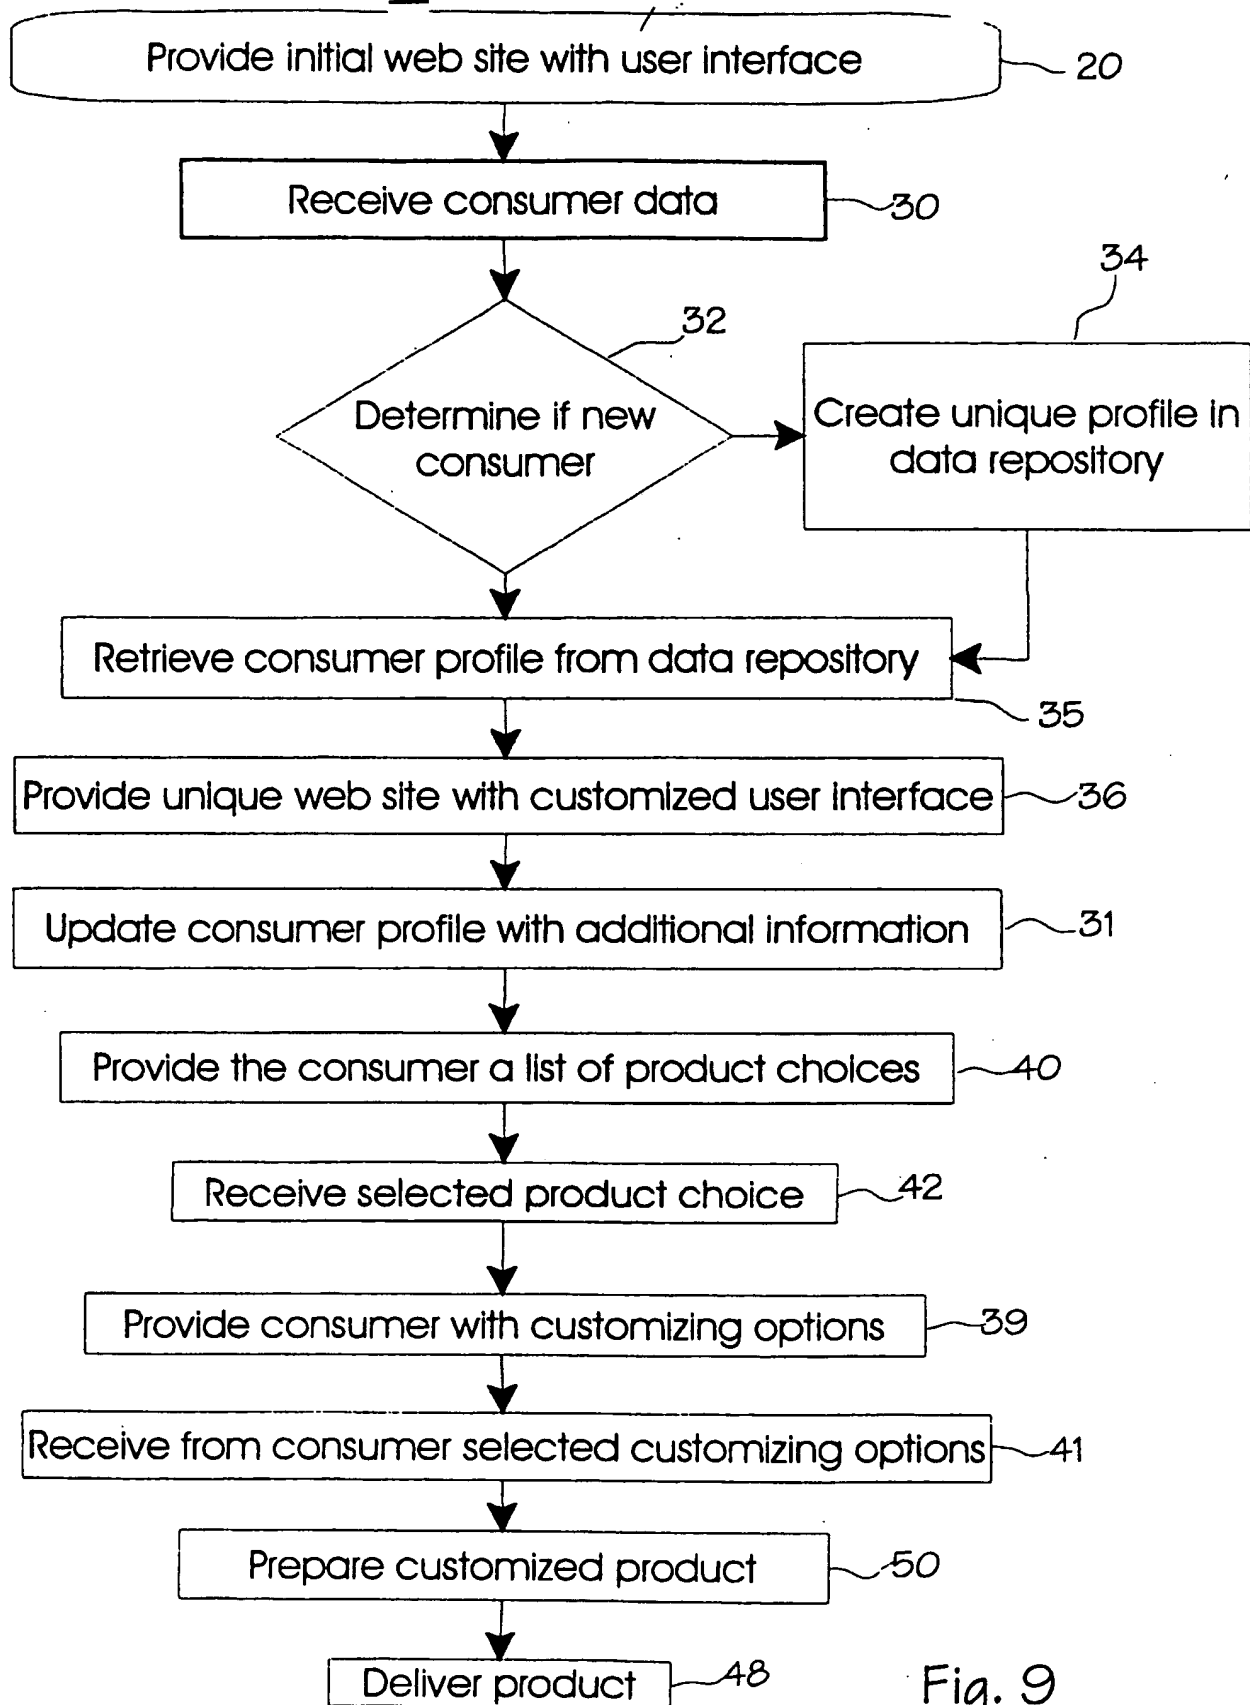 Provide initial web site with user interface
20
Receive consumer data
30
34
32
Determine if new
consumer
Create unique profile in
data repository
Retrieve consumer profile from data repository
35
Provide unique web site with customized user interface
36
Update consumer profile with additional information
31
Provide the consumer a list of product choices
40
Receive selected product choice
42
Provide consumer with customizing options
39
Receive from consumer selected customizing options
41
Prepare customized product
50
Deliver product
48
Fig. 9